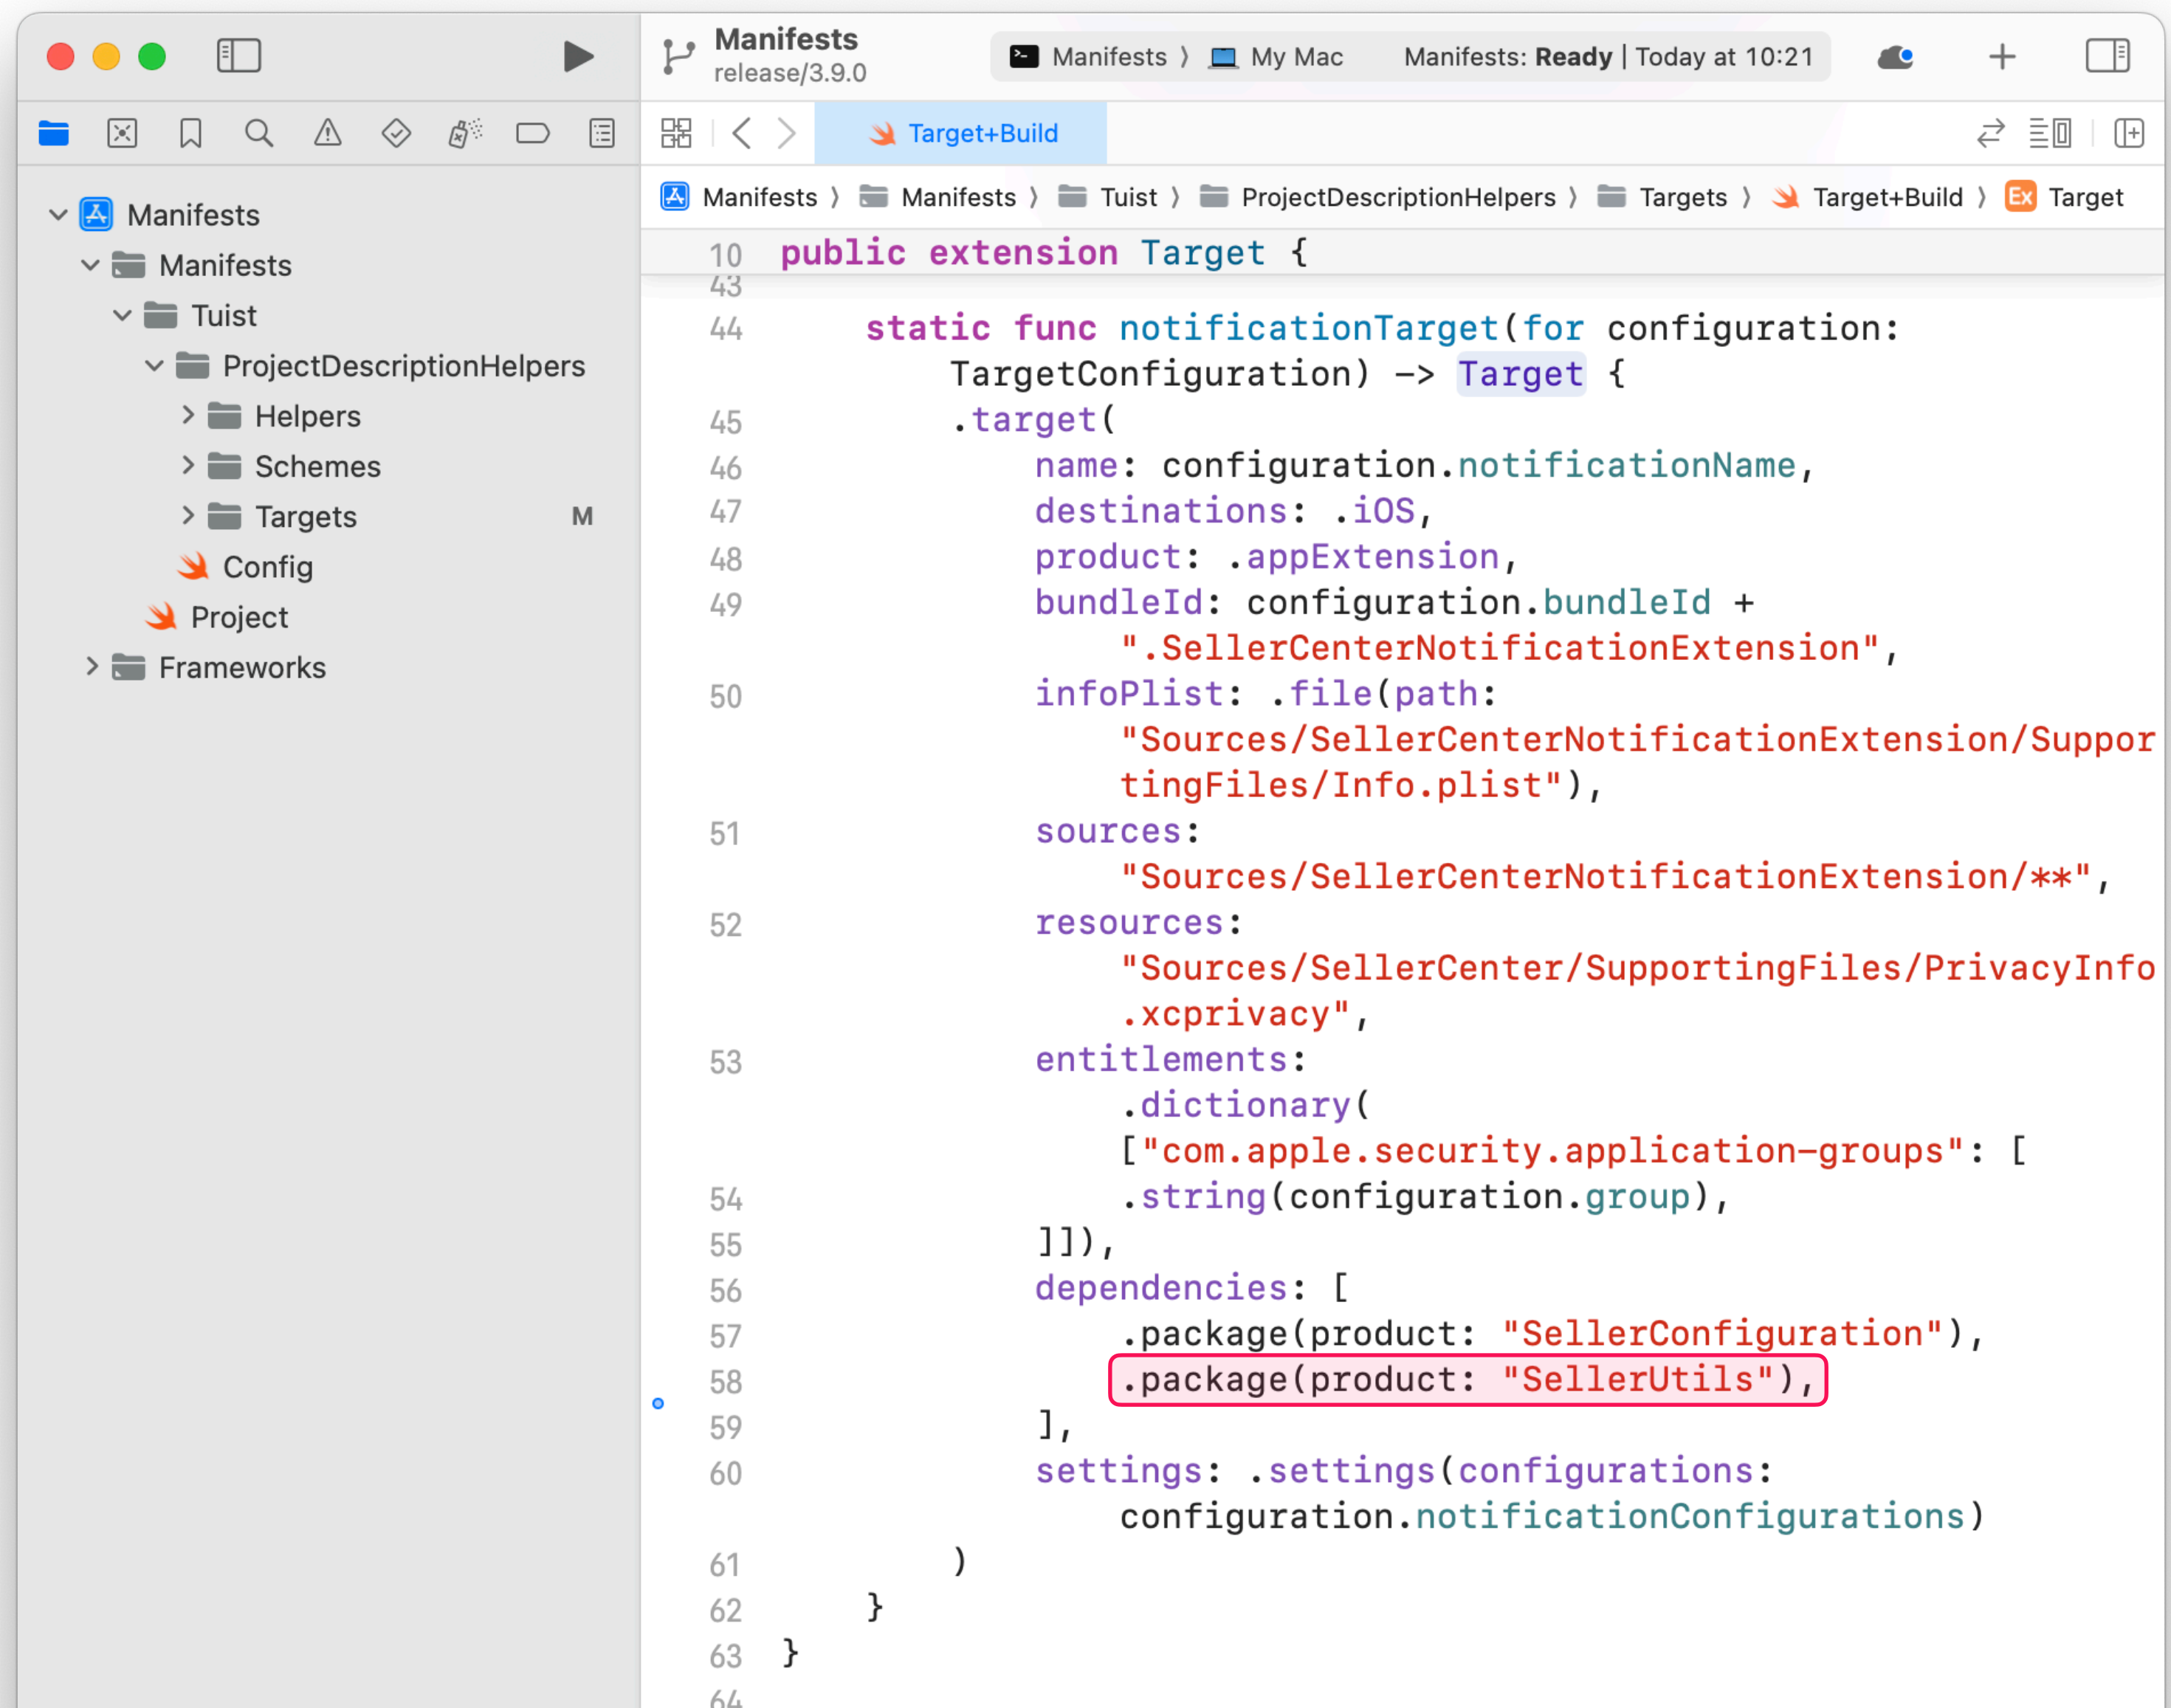 Manifests
release/3.9.0
Manifests 〉 My Mac
Manifests: Ready | Today at 10:21
Target+Build
Manifests 〉 Manifests 〉 Tuist 〉 ProjectDescriptionHelpers 〉 Targets 〉 Target+Build 〉 Ex Target
Manifests
Manifests
Tuist
ProjectDescriptionHelpers
Helpers
Schemes
Targets M
Config
Project
Frameworks
10 public extension Target {
43
44 static func notificationTarget(for configuration:
TargetConfiguration) -> Target {
45 .target(
46 name: configuration.notificationName,
47 destinations: .iOS,
48 product: .appExtension,
49 bundleId: configuration.bundleId +
".SellerCenterNotificationExtension",
50 infoPlist: .file(path:
"Sources/SellerCenterNotificationExtension/Suppor
tingFiles/Info.plist"),
51 sources:
"Sources/SellerCenterNotificationExtension/**",
52 resources:
"Sources/SellerCenter/SupportingFiles/PrivacyInfo
.xcprivacy",
53 entitlements:
.dictionary(
["com.apple.security.application-groups": [
54 .string(configuration.group),
55 ]]),
56 dependencies: [
57 .package(product: "SellerConfiguration"),
58 .package(product: "SellerUtils"),
59 ],
60 settings: .settings(configurations:
configuration.notificationConfigurations)
61 )
62 }
63 }
64